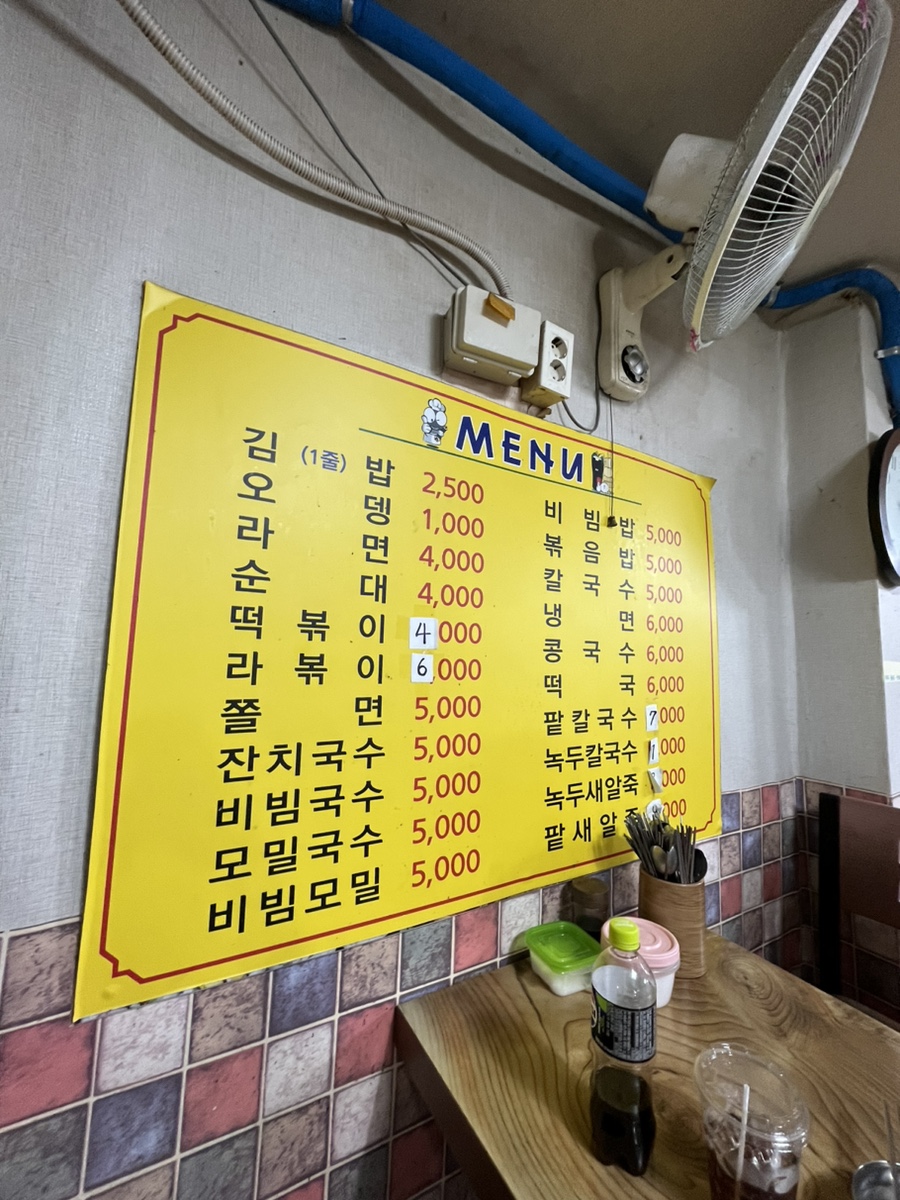 MENU
김 (1줄) 밥 2,500
오 뎅 1,000
라 면 4,000
순 대 4,000
떡 볶 이 4,000
라 볶 이 6,000
쫄 면 5,000
잔치국수 5,000
비빔국수 5,000
모밀국수 5,000
비빔모밀 5,000
비 빔 밥 5,000
볶 음 밥 5,000
칼 국 수 5,000
냉 면 6,000
콩 국 수 6,000
떡 국 6,000
팥칼국수 7,000
녹두칼국수
녹두새알죽
팥새알